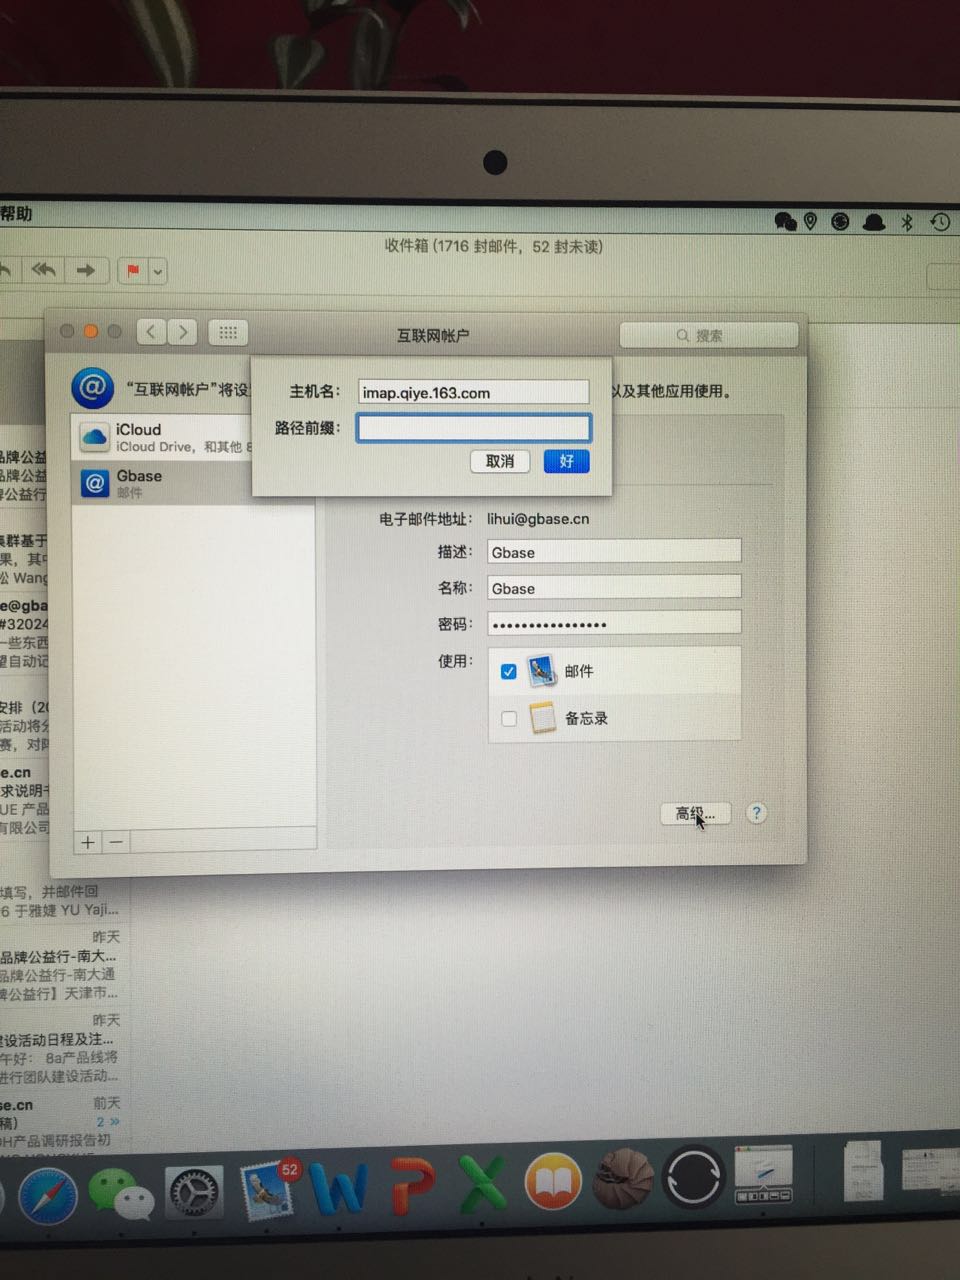 帮助
收件箱 (1716 封邮件，52 封未读)
互联网帐户
搜索
“互联网帐户”将设
以及其他应用使用。
主机名：
imap.qiye.163.com
路径前缀：
取消
好
iCloud
iCloud Drive，和其他 8
Gbase
邮件
电子邮件地址：
lihui@gbase.cn
描述：
Gbase
名称：
Gbase
密码：
••••••••••••••••
使用：
邮件
备忘录
高级...
?
品牌公益
品牌公益
牌公益行
集群基于
果，其中
松 Wang
e@gba
#32024
一些东西
望自动记
安排（20
活动将分
赛，对阵
e.cn
求说明书
UE 产品
有限公司
填写，并邮件回
6 于雅婕 YU Yaji...
昨天
品牌公益行-南大...
品牌公益行-南大通
牌公益行】天津市...
昨天
建设活动日程及注...
午好： 8a产品线将
进行团队建设活动...
se.cn
前天
稿）
2 »
OH产品调研报告初
52